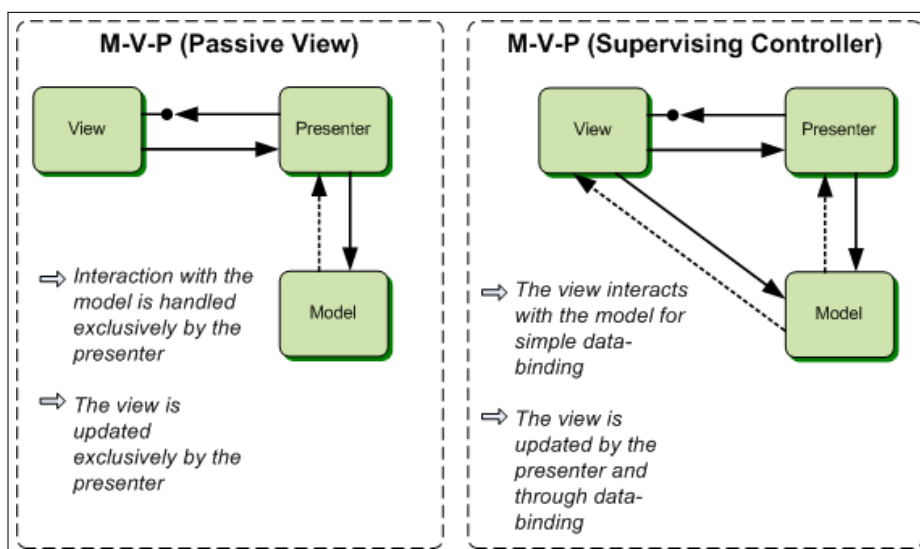 M-V-P (Passive View)
View
Presenter
Model
Interaction with the
model is handled
exclusively by the
presenter
The view is
updated
exclusively by the
presenter
M-V-P (Supervising Controller)
View
Presenter
Model
The view interacts
with the model for
simple data-
binding
The view is
updated by the
presenter and
through data-
binding